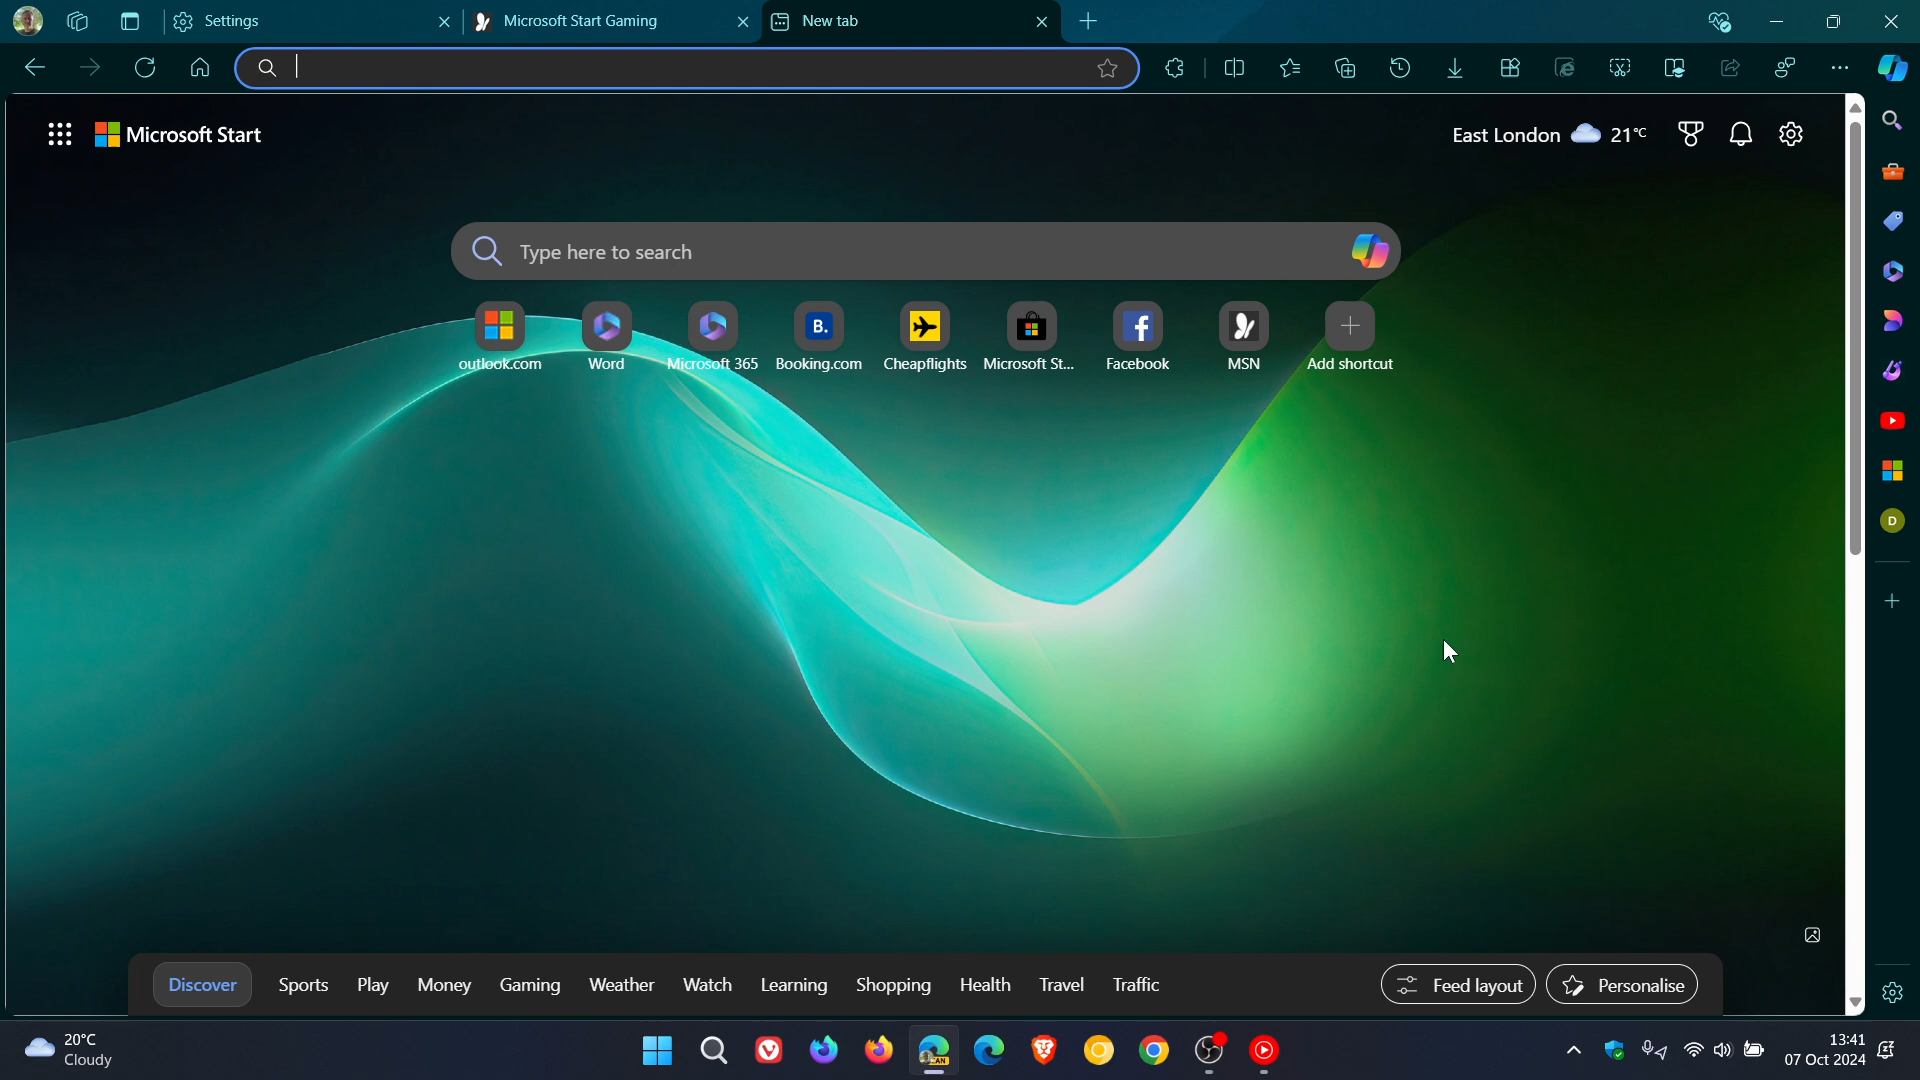 Settings
Microsoft Start Gaming
New tab
Microsoft Start
East London
21°C
Type here to search
outlook.com
Word
Microsoft 365
B.
Booking.com
Cheapflights
Microsoft St...
Facebook
MSN
Add shortcut
D
Discover
Sports
Play
Money
Gaming
Weather
Watch
Learning
Shopping
Health
Travel
Traffic
Feed layout
Personalise
20°C
Cloudy
CAN
13:41
07 Oct 2024